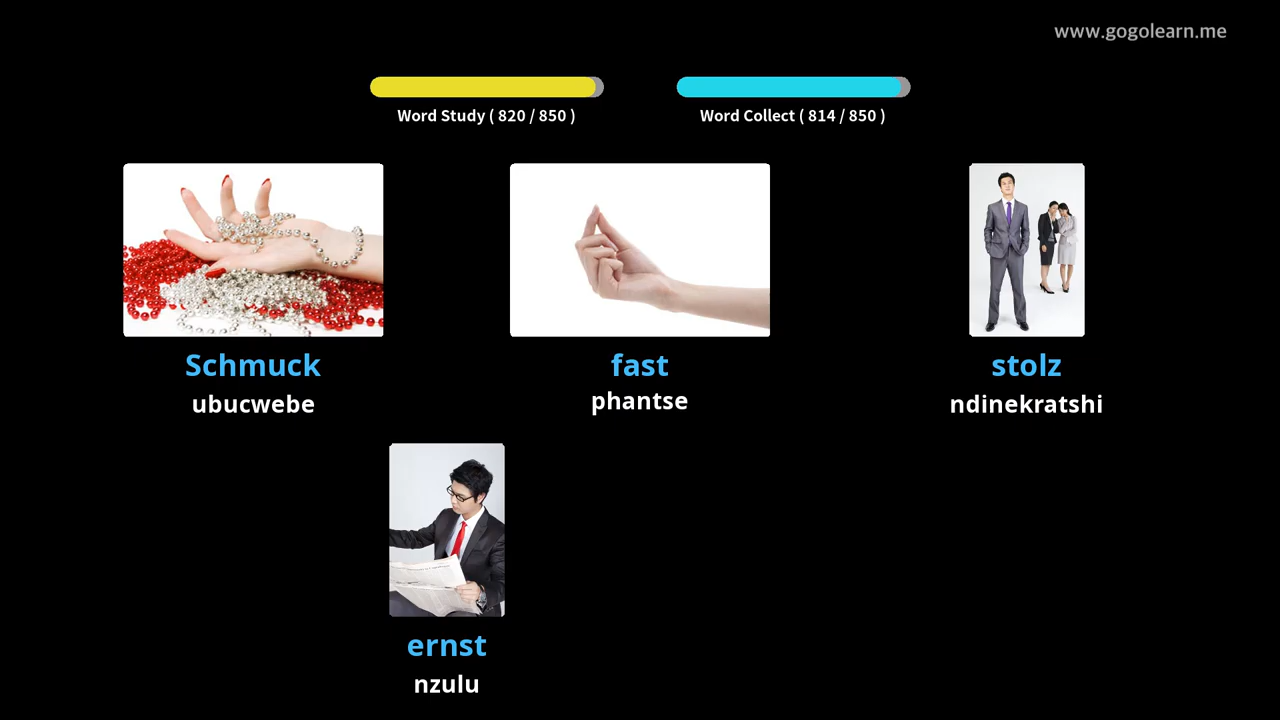 www.gogolearn.me
Word Study ( 820 / 850 )
Word Collect ( 814 / 850 )
Schmuck
ubucwebe
fast
phantse
stolz
ndinekratshi
ernst
nzulu